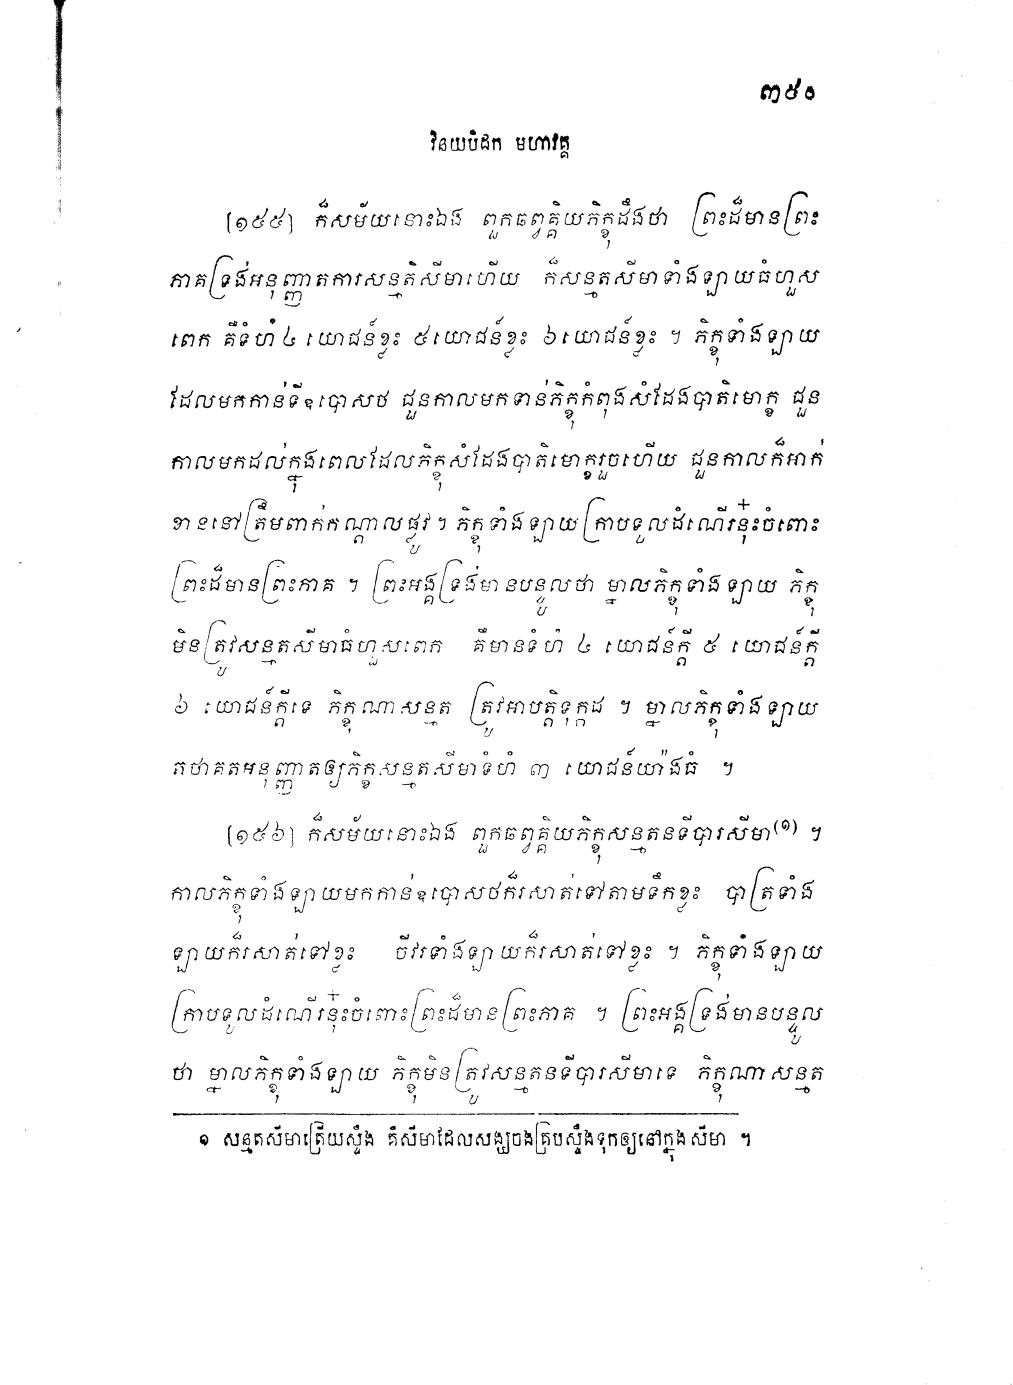 ៣៥១
វិនយបិដក មហាវគ្គ
[១៥៥] ក៏សម័យនោះឯង ពួកឆព្វគ្គិយភិក្ខុដឹងថា ព្រះដ៏មានព្រះ
ភាគទ្រង់អនុញ្ញាតការសន្មតិសីមាហើយ ក៏សន្មតសីមាទាំងឡាយធំហួស
ពេក គឺទំហំ ៤ យោជន៍ខ្លះ ៥ យោជន៍ខ្លះ ៦ យោជន៍ខ្លះ ។ ភិក្ខុទាំងឡាយ
ដែលមកកាន់ទីឧបោសថ ជួនកាលមកទាន់ភិក្ខុកំពុងសំដែងបាតិមោក្ខ ជួន
កាលមកដល់ក្នុងពេលដែលភិក្ខុសំដែងបាតិមោក្ខរួចហើយ ជួនកាលក៏អាក់
ខាននៅត្រឹមពាក់កណ្តាលផ្លូវ ។ ភិក្ខុទាំងឡាយក្រាបទូលដំណើរនុ៎ះចំពោះ
ព្រះដ៏មានព្រះភាគ ។ ព្រះអង្គទ្រង់មានបន្ទូលថា ម្នាលភិក្ខុទាំងឡាយ ភិក្ខុ
មិនត្រូវសន្មតសីមាធំហួសពេក គឺមានទំហំ ៤ យោជន៍ក្តី ៥ យោជន៍ក្តី
៦ យោជន៍ក្តីទេ ភិក្ខុណាសន្មត ត្រូវអាបត្តិទុក្កដ ។ ម្នាលភិក្ខុទាំងឡាយ
តថាគតអនុញ្ញាតឲ្យភិក្ខុសន្មតសីមាទំហំ ៣ យោជន៍យ៉ាងធំ ។
[១៥៦] ក៏សម័យនោះឯង ពួកឆព្វគ្គិយភិក្ខុសន្មតនទីបារសីមា(១) ។
កាលភិក្ខុទាំងឡាយមកកាន់ឧបោសថក៏រសាត់ទៅតាមទឹកខ្លះ បាត្រទាំង
ឡាយក៏រសាត់ទៅខ្លះ ចីវរទាំងឡាយក៏រសាត់ទៅខ្លះ ។ ភិក្ខុទាំងឡាយ
ក្រាបទូលដំណើរនុ៎ះចំពោះព្រះដ៏មានព្រះភាគ ។ ព្រះអង្គទ្រង់មានបន្ទូល
ថា ម្នាលភិក្ខុទាំងឡាយ ភិក្ខុមិនត្រូវសន្មតនទីបារសីមាទេ ភិក្ខុណាសន្មត
១ សន្មតសីមាត្រើយស្ទឹង គឺសីមាដែលសង្ឃចងគ្របស្ទឹងទុកឲ្យនៅក្នុងសីមា ។